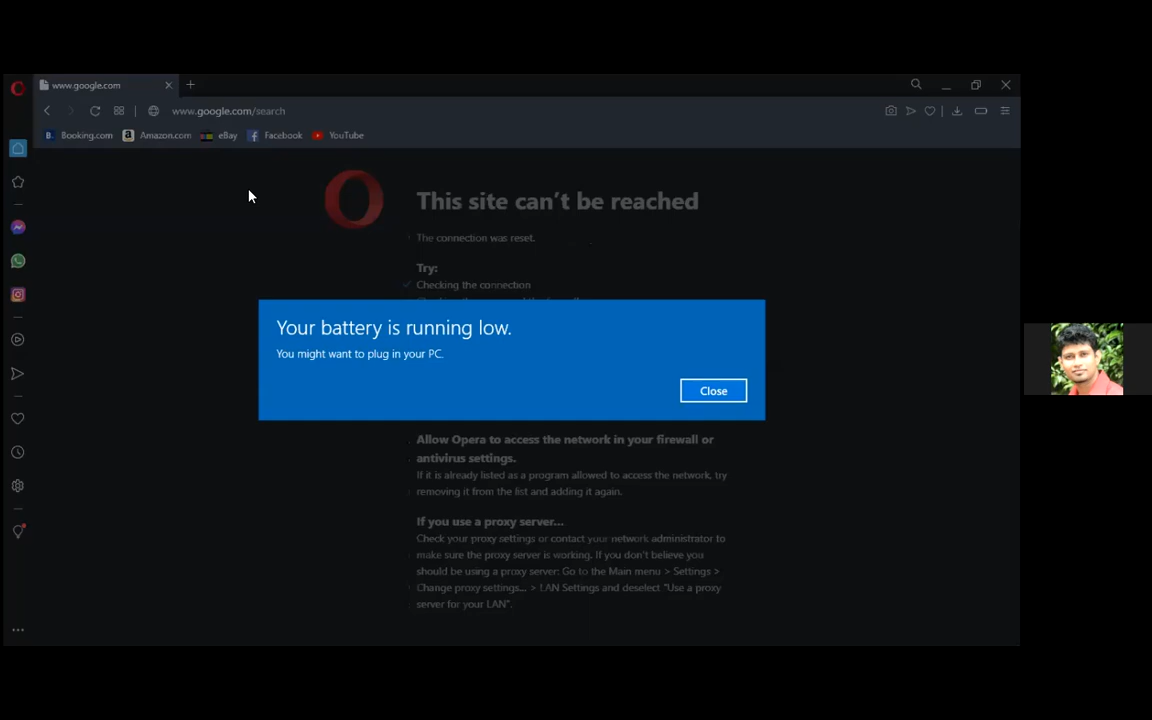 www.google.com
www.google.com/search
B. Booking.com a Amazon.com eBay Facebook YouTube
This site can't be reached
The connection was reset.
Try:
Checking the connection
Your battery is running low.
You might want to plug in your PC.
Close
Allow Opera to access the network in your firewall or
antivirus settings.
If it is already listed as a program allowed to access the network, try
removing it from the list and adding it again.
If you use a proxy server...
Check your proxy settings or contact your network administrator to
make sure the proxy server is working. If you don't believe you
should be using a proxy server: Go to the Main menu > Settings >
Change proxy settings... > LAN Settings and deselect "Use a proxy
server for your LAN".